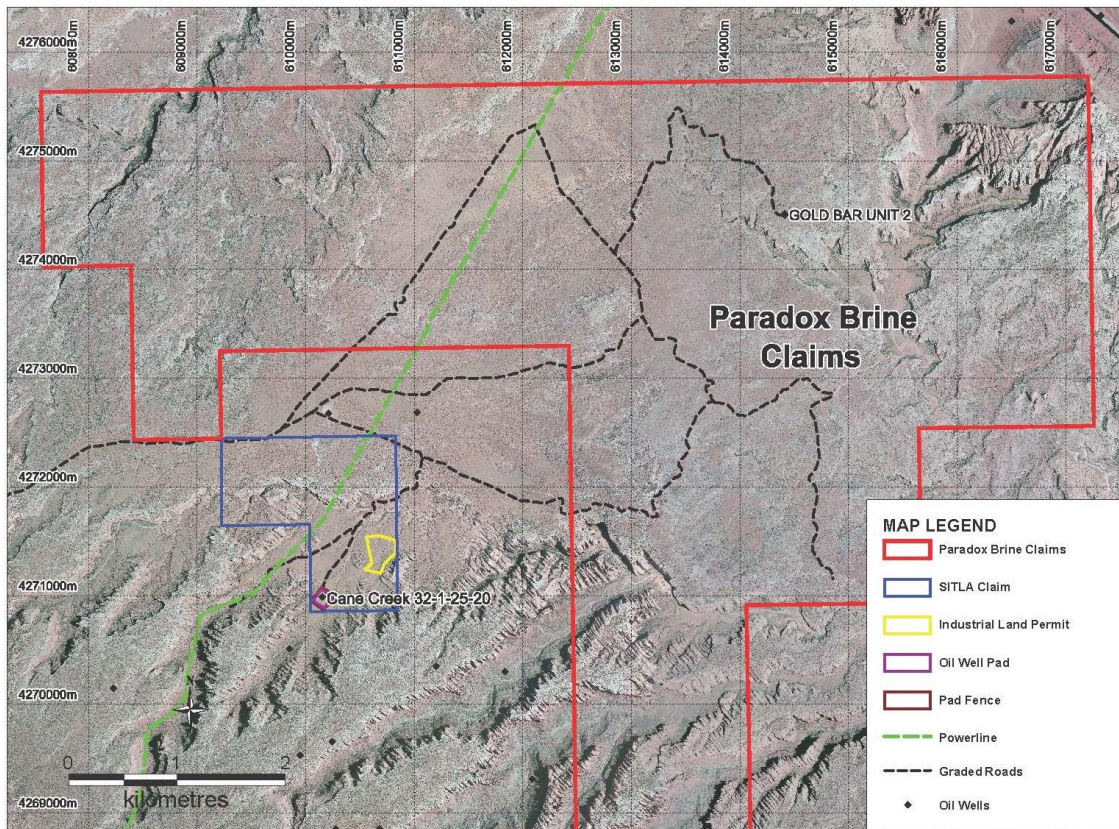 4276000m
608000m
609000m
610000m
611000m
612000m
613000m
614000m
615000m
616000m
617000m
4275000m
GOLD BAR UNIT 2
4274000m
Paradox Brine
Claims
4273000m
4272000m
4271000m
Cane Creek 32-1-25-20
4270000m
4269000m
0 1 2
kilometres
MAP LEGEND
Paradox Brine Claims
SITLA Claim
Industrial Land Permit
Oil Well Pad
Pad Fence
Powerline
Graded Roads
Oil Wells